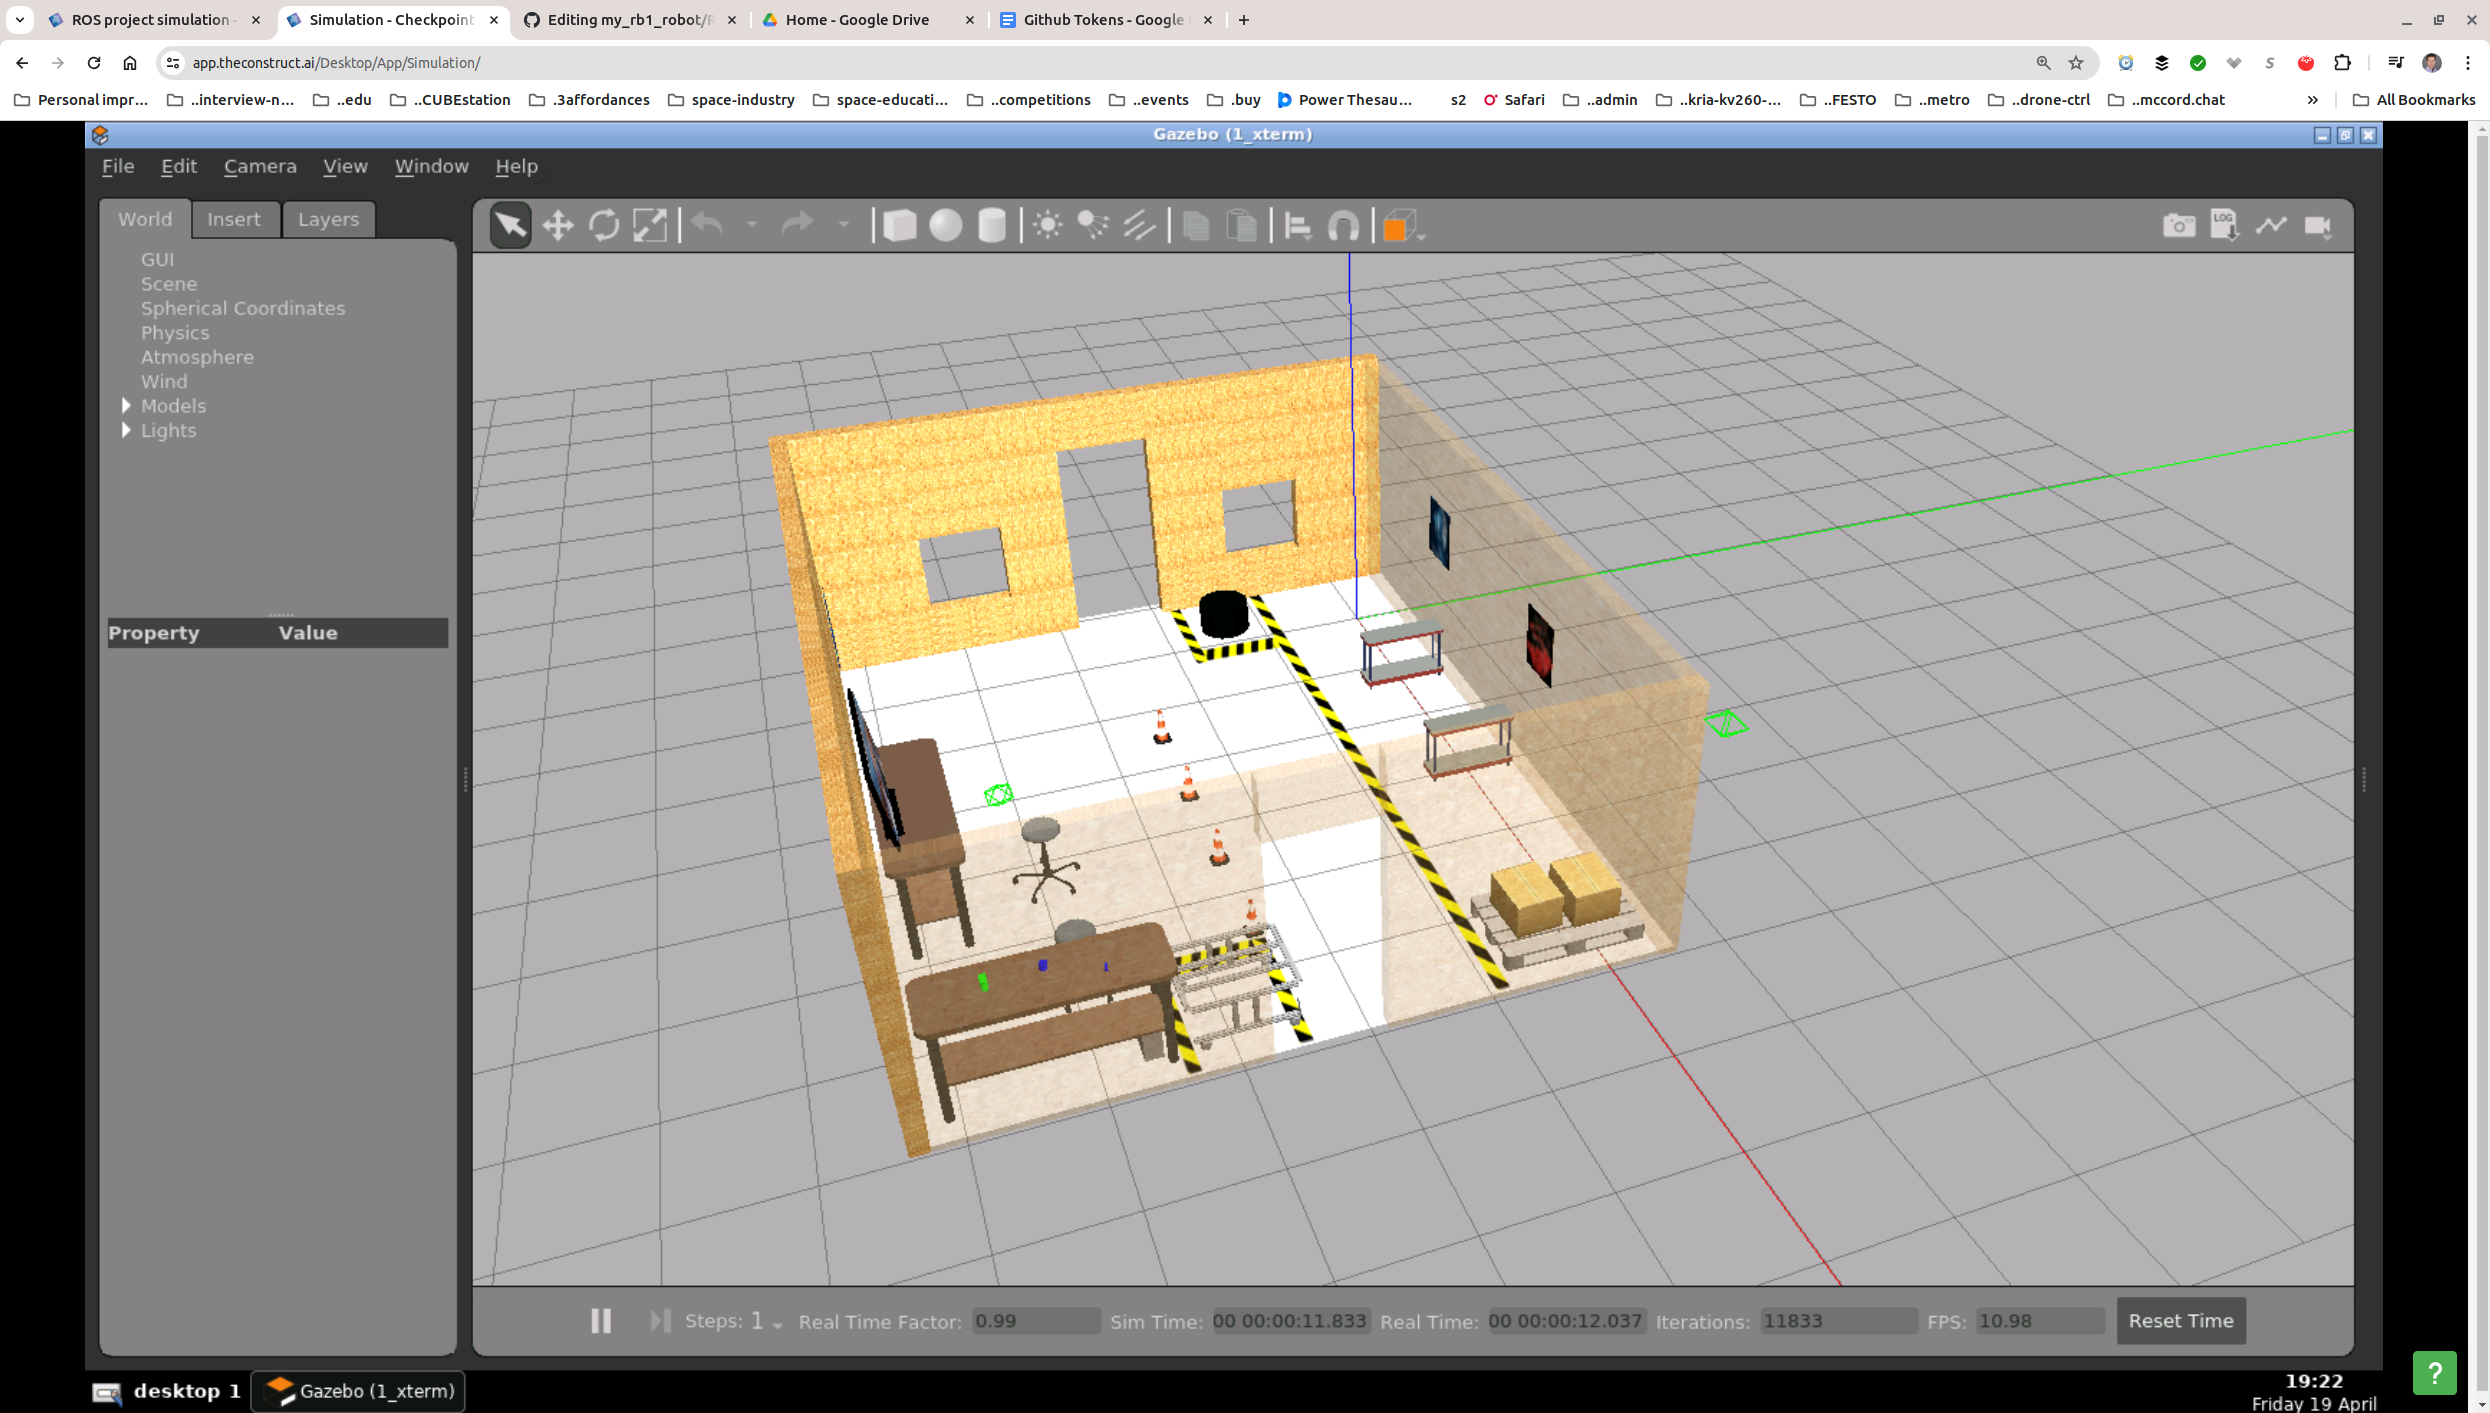 ROS project simulation -
Simulation - Checkpoint
Editing my_rb1_robot/R
Home - Google Drive
Github Tokens - Google
app.theconstruct.ai/Desktop/App/Simulation/
Personal impr...
..interview-n...
..edu
..CUBEstation
.3affordances
space-industry
space-educati...
..competitions
..events
.buy
Power Thesau...
s2
Safari
..admin
..kria-kv260-...
..FESTO
..metro
..drone-ctrl
..mccord.chat
»
All Bookmarks
Gazebo (1_xterm)
File Edit Camera View Window Help
World Insert Layers
LOG
GUI
Scene
Spherical Coordinates
Physics
Atmosphere
Wind
Models
Lights
Property Value
Steps: 1 Real Time Factor: 0.99 Sim Time: 00 00:00:11.833 Real Time: 00 00:00:12.037 Iterations: 11833 FPS: 10.98 Reset Time
desktop 1
Gazebo (1_xterm)
19:22
Friday 19 April
?